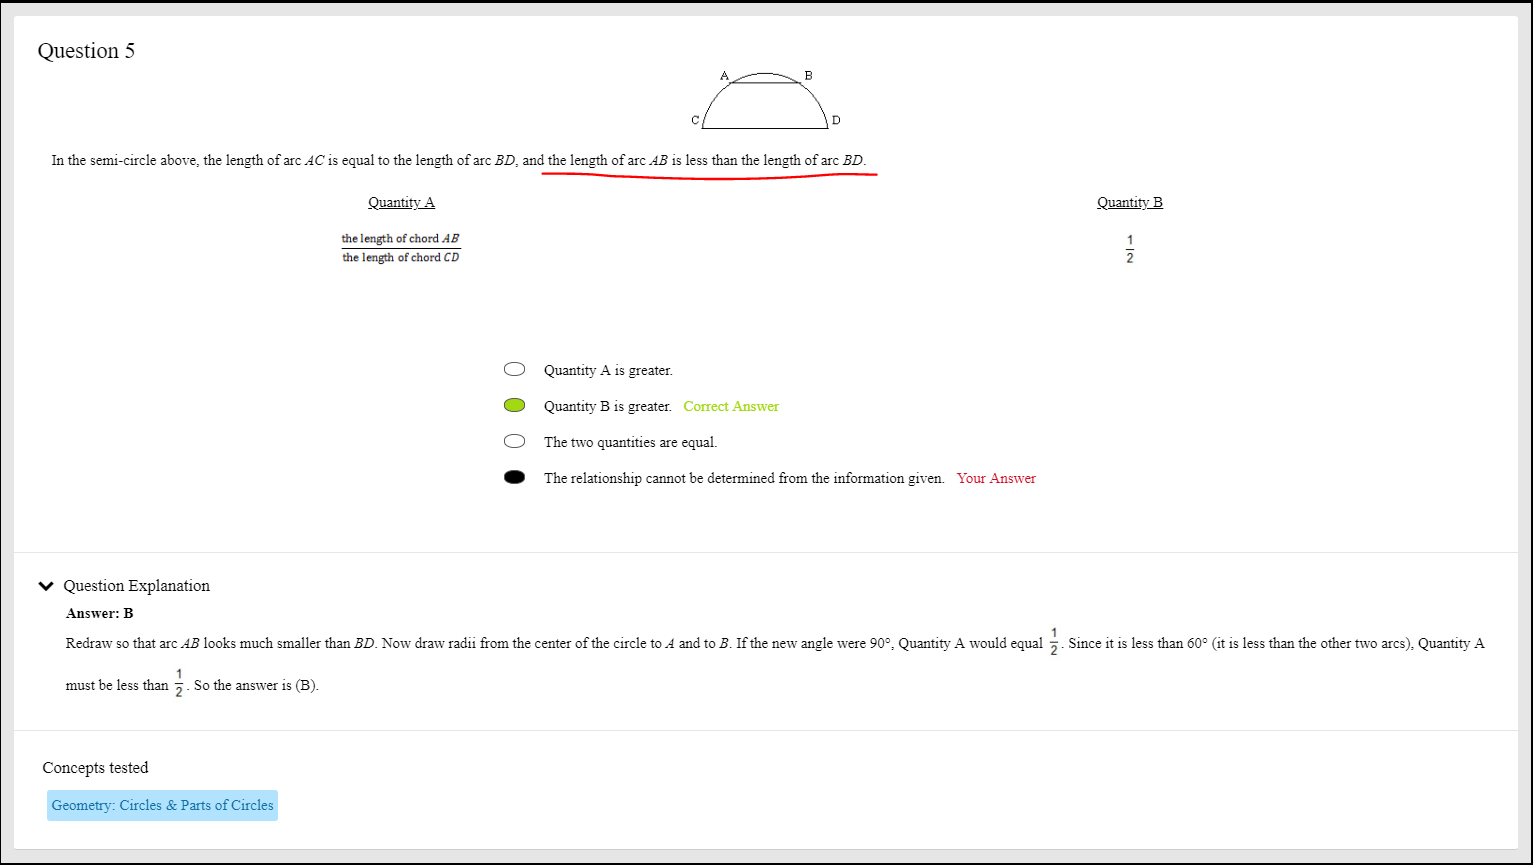 Question 5
A B
C D
In the semi-circle above, the length of arc AC is equal to the length of arc BD, and the length of arc AB is less than the length of arc BD.
Quantity A Quantity B
the length of chord AB
the length of chord CD
1
2
Quantity A is greater.
Quantity B is greater. Correct Answer
The two quantities are equal.
The relationship cannot be determined from the information given. Your Answer
Question Explanation
Answer: B
Redraw so that arc AB looks much smaller than BD. Now draw radii from the center of the circle to A and to B. If the new angle were 90°, Quantity A would equal 1/2. Since it is less than 60° (it is less than the other two arcs), Quantity A
must be less than 1/2. So the answer is (B).
Concepts tested
Geometry: Circles & Parts of Circles